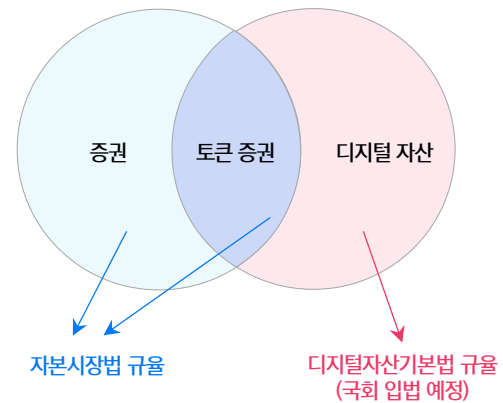 증권
토큰 증권
디지털 자산
자본시장법 규율
디지털자산기본법 규율
(국회 입법 예정)